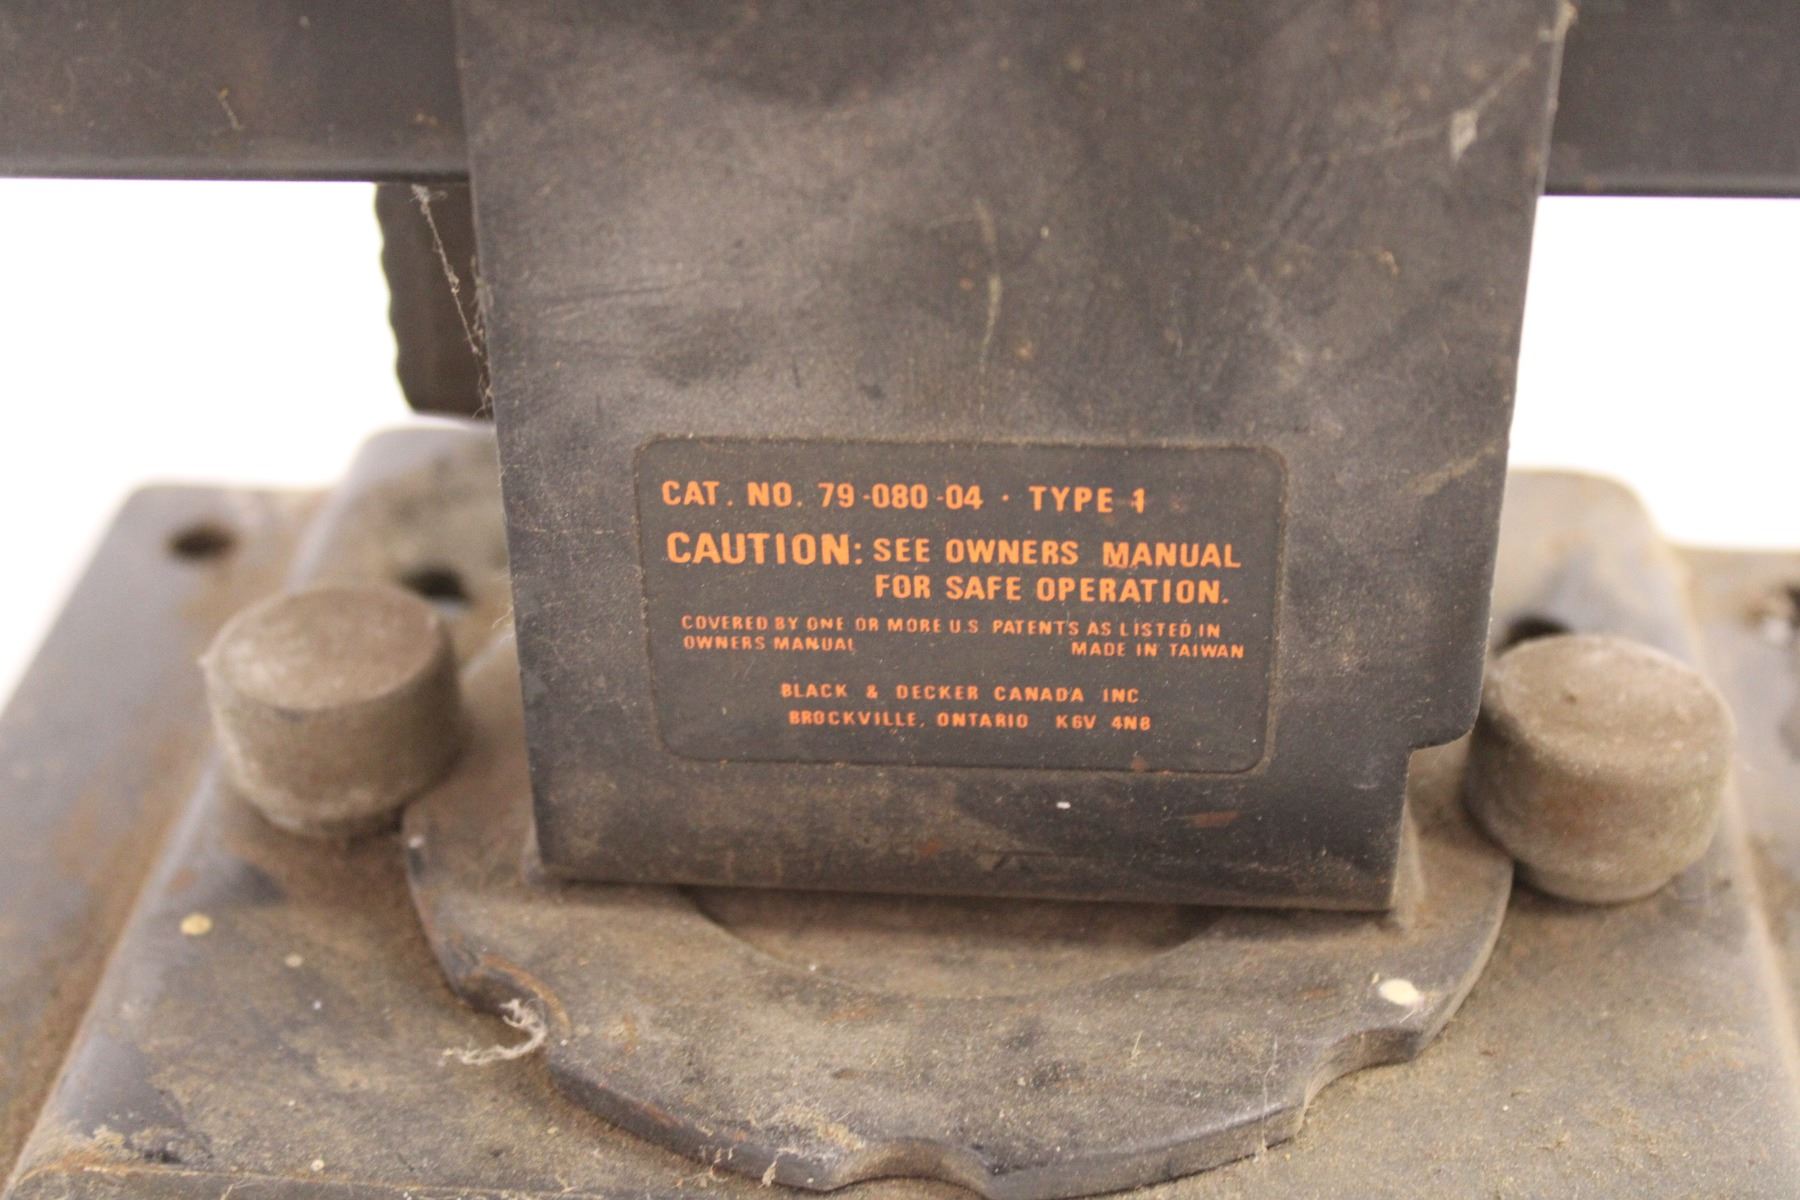 CAT. NO. 79-080-04 · TYPE 1
CAUTION: SEE OWNERS MANUAL
FOR SAFE OPERATION.
COVERED BY ONE OR MORE U.S. PATENTS AS LISTED IN
OWNERS MANUAL MADE IN TAIWAN
BLACK & DECKER CANADA INC
BROCKVILLE, ONTARIO K6V 4N8